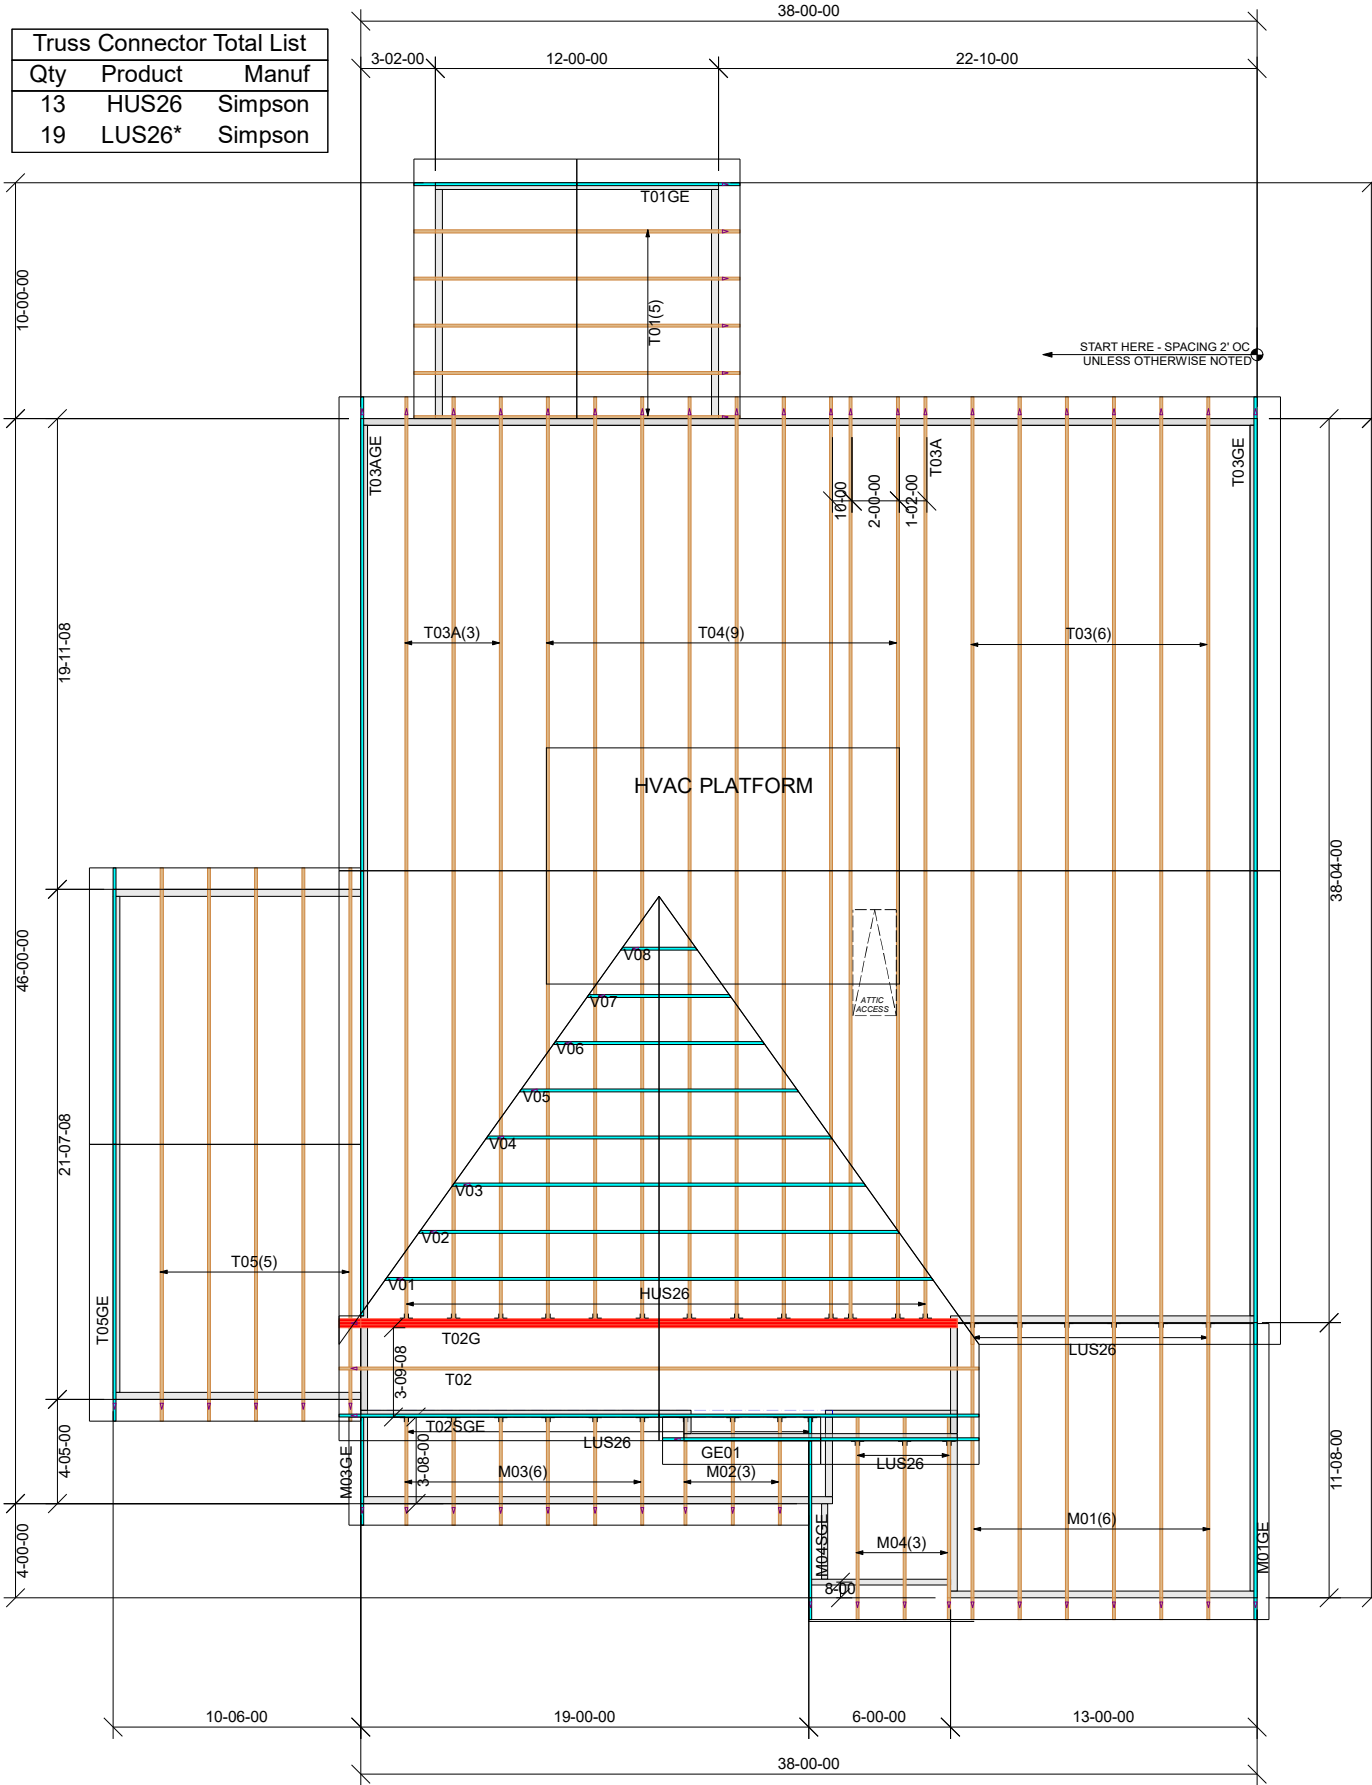 38-00-00
Truss Connector Total List
Qty Product Manuf
13 HUS26 Simpson
19 LUS26* Simpson
3-02-00
12-00-00
22-10-00
T01GE
10-00-00
T01(5)
START HERE - SPACING 2' OC
UNLESS OTHERWISE NOTED
T03AGE
T03A
T03GE
10-00
2-00-00
1-02-00
19-11-08
T03A(3)
T04(9)
T03(6)
HVAC PLATFORM
38-04-00
46-00-00
V08
V07
ATTIC
ACCESS
V06
V05
21-07-08
V04
V03
V02
T05(5)
V01
HUS26
T05GE
T02G
LUS26
3-09-08
T02
T02SGE
LUS26
GE01
4-05-00
M03GE
3-08-00
M03(6)
M02(3)
LUS26
11-08-00
M01(6)
M04SGE
M04(3)
M01GE
4-00-00
8-00
10-06-00
19-00-00
6-00-00
13-00-00
38-00-00